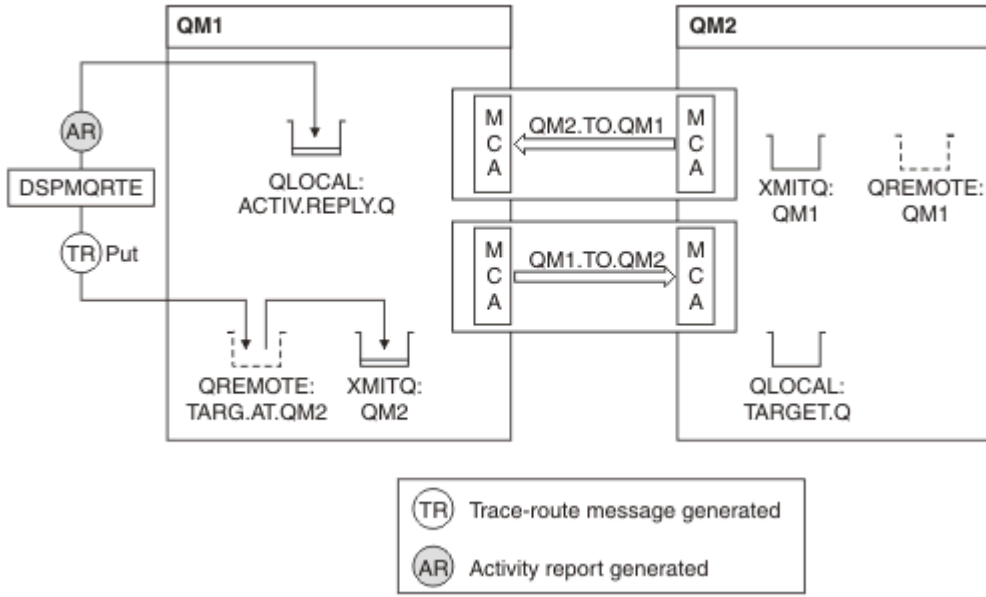 QM1
QM2
AR
DSPMQRTE
TR Put
QLOCAL:
ACTIV.REPLY.Q
M
C
A
QM2.TO.QM1
M
C
A
XMITQ:
QM1
QREMOTE:
QM1
M
C
A
QM1.TO.QM2
M
C
A
QREMOTE:
TARG.AT.QM2
XMITQ:
QM2
QLOCAL:
TARGET.Q
TR Trace-route message generated
AR Activity report generated